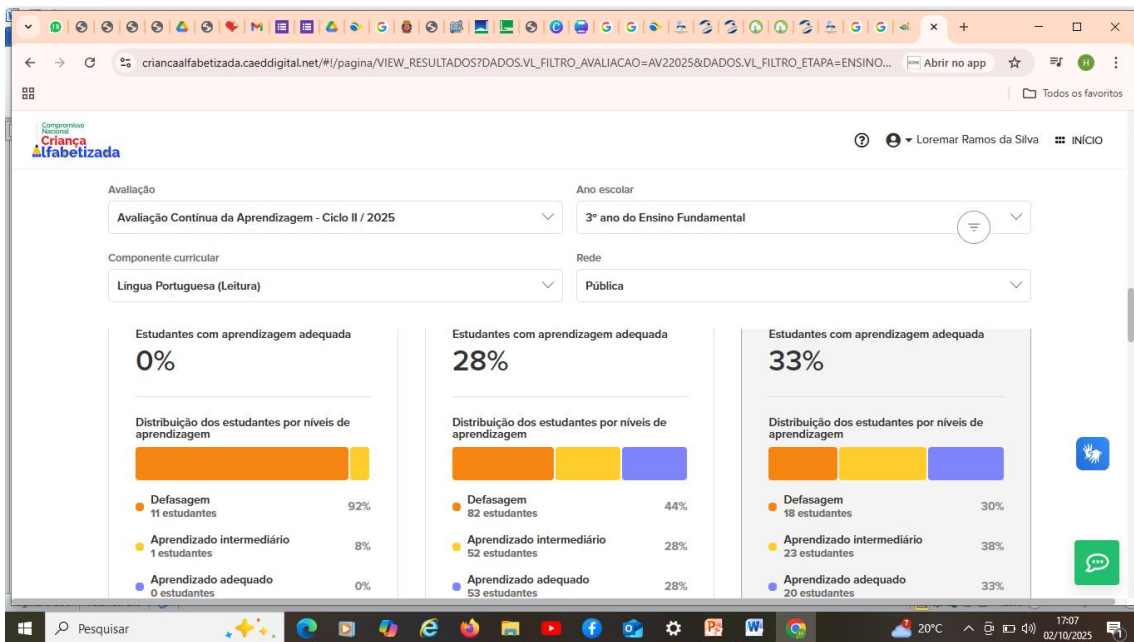 criancaalfabetizada.caeddigital.net/#!/pagina/VIEW_RESULTADOS?DADOS.VL_FILTRO_AVALIACAO=AV22025&DADOS.VL_FILTRO_ETAPA=ENSINO...
Abrir no app
H
Todos os favoritos
Compromisso
Nacional
Criança
Alfabetizada
Loremar Ramos da Silva
INÍCIO
Avaliação
Ano escolar
Avaliação Contínua da Aprendizagem - Ciclo II / 2025
3º ano do Ensino Fundamental
Componente curricular
Rede
Língua Portuguesa (Leitura)
Pública
Estudantes com aprendizagem adequada
0%
Distribuição dos estudantes por níveis de
aprendizagem
Defasagem 92%
11 estudantes
Aprendizado intermediário 8%
1 estudantes
Aprendizado adequado 0%
0 estudantes
Estudantes com aprendizagem adequada
28%
Distribuição dos estudantes por níveis de
aprendizagem
Defasagem 44%
82 estudantes
Aprendizado intermediário 28%
52 estudantes
Aprendizado adequado 28%
53 estudantes
Estudantes com aprendizagem adequada
33%
Distribuição dos estudantes por níveis de
aprendizagem
Defasagem 30%
18 estudantes
Aprendizado intermediário 38%
23 estudantes
Aprendizado adequado 33%
20 estudantes
Pesquisar
20°C
17:07
02/10/2025